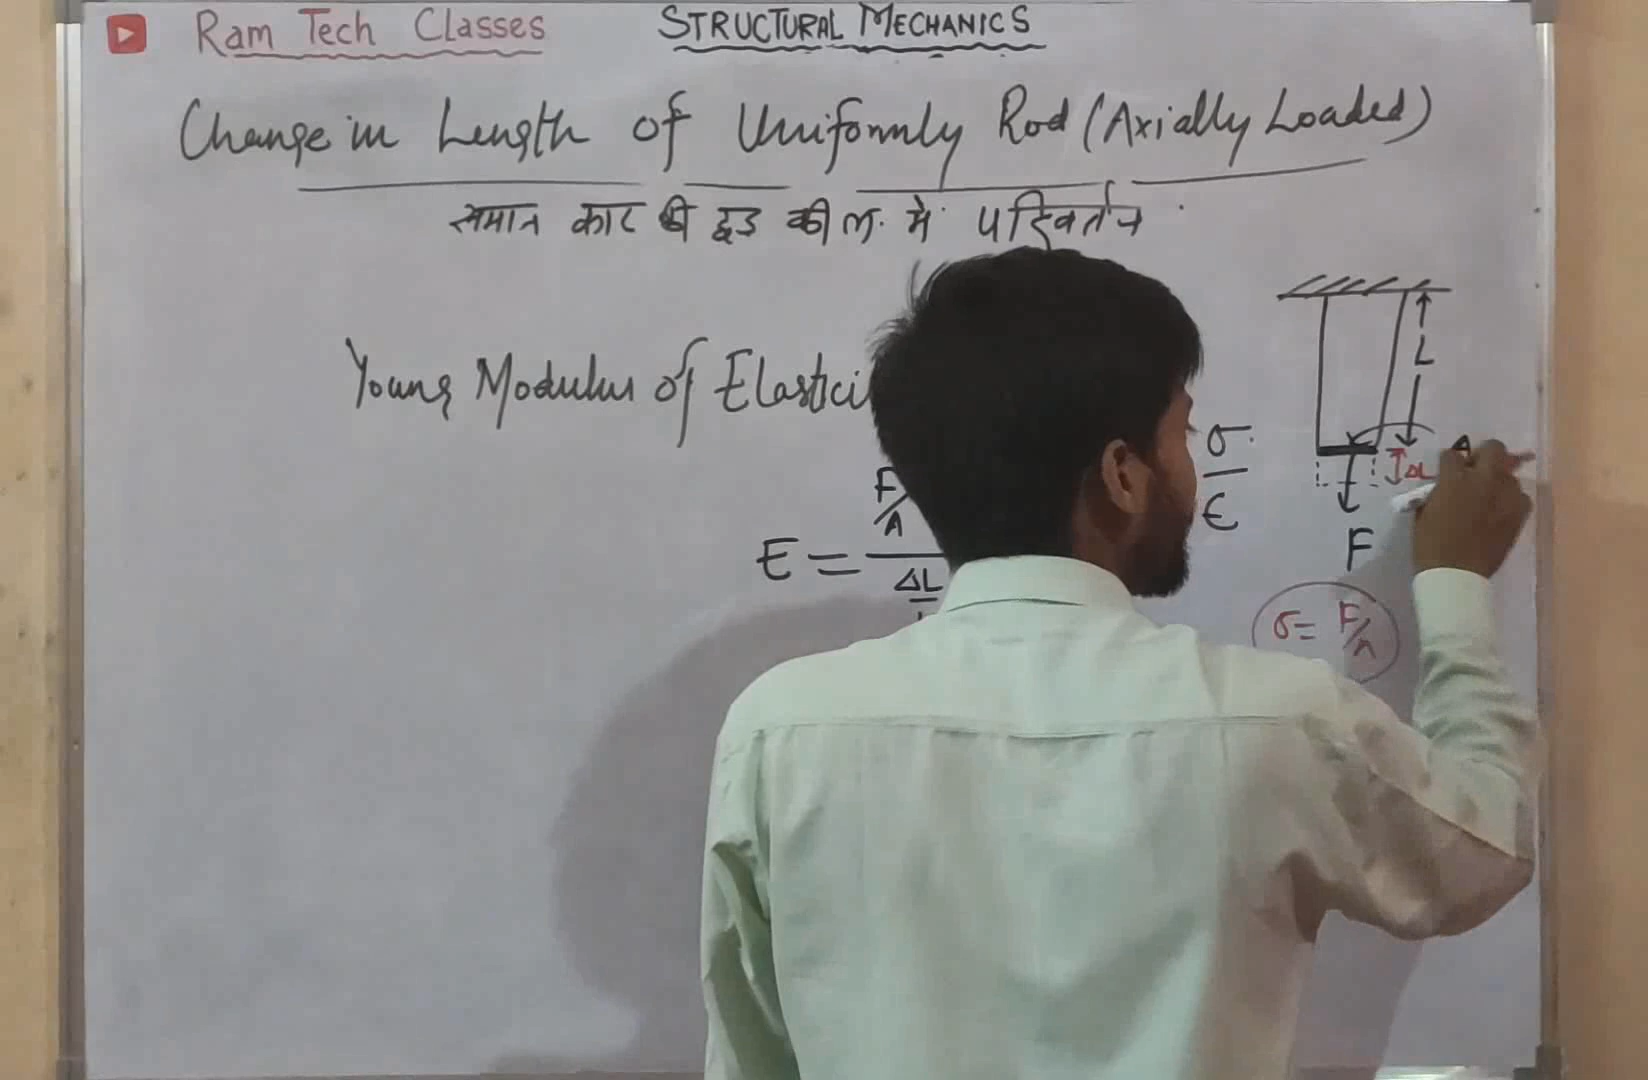 Ram Tech Classes
STRUCTURAL MECHANICS
Change in Length of Uniformly Rod (Axially Loaded)
समान काट की छड़ की ल. में परिवर्तन
Young Modulus of Elastici
σ
ϵ
E = F/A
ΔL
L
A
ΔL
F
σ = F/A